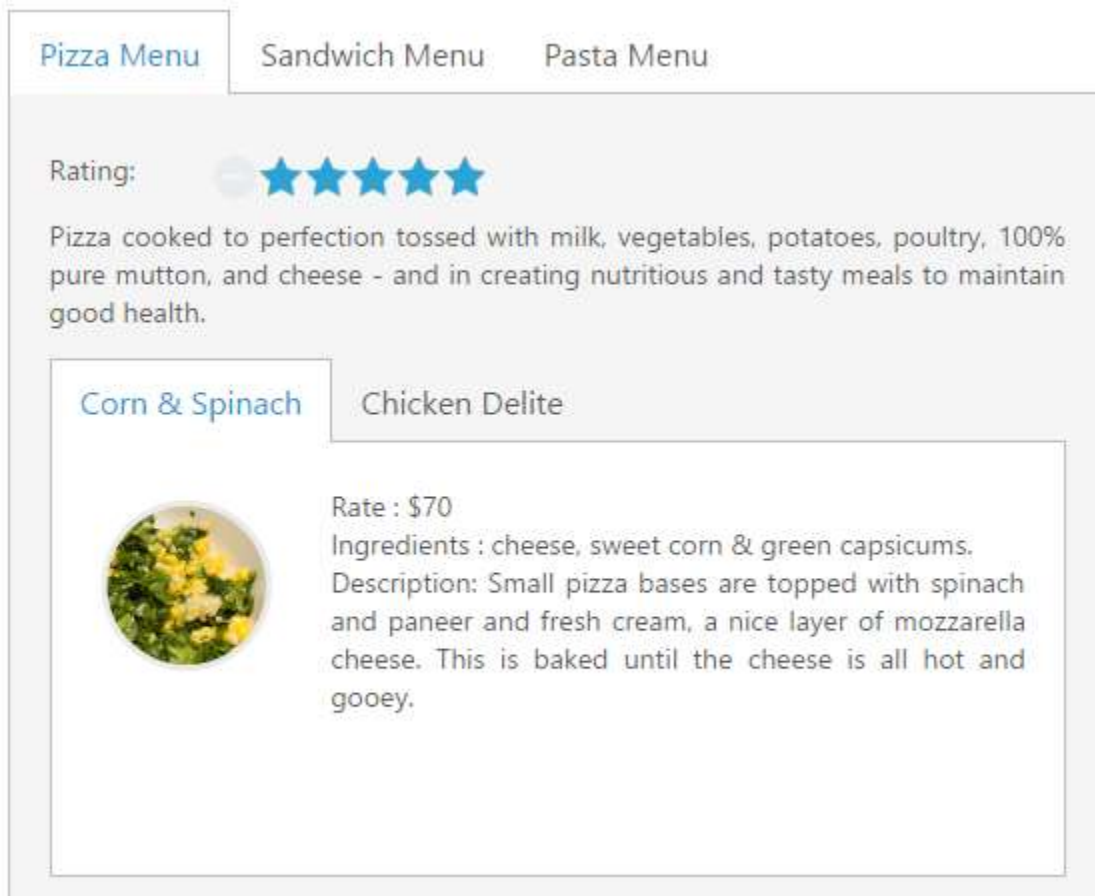 Pizza Menu Sandwich Menu Pasta Menu
Rating:
Pizza cooked to perfection tossed with milk, vegetables, potatoes, poultry, 100%
pure mutton, and cheese - and in creating nutritious and tasty meals to maintain
good health.
Corn & Spinach Chicken Delite
Rate : $70
Ingredients : cheese, sweet corn & green capsicums.
Description: Small pizza bases are topped with spinach
and paneer and fresh cream, a nice layer of mozzarella
cheese. This is baked until the cheese is all hot and
gooey.